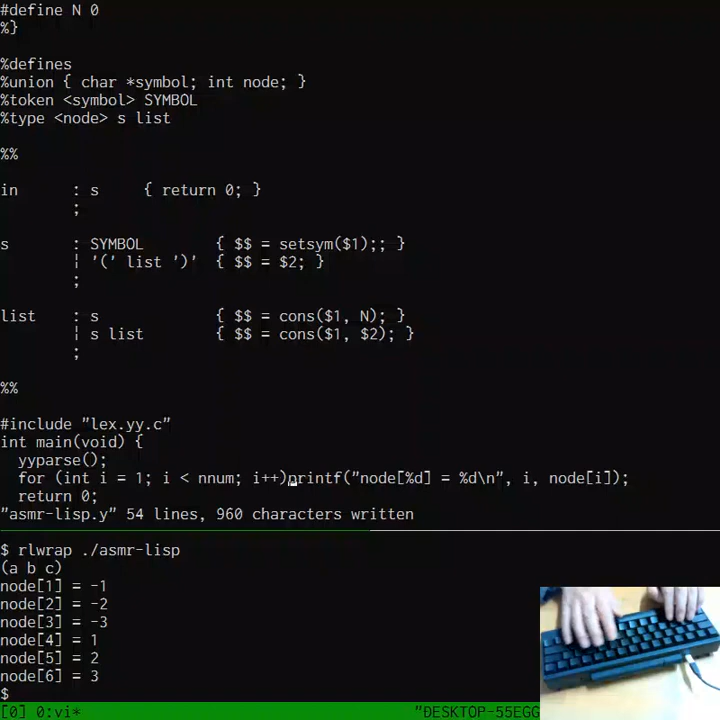 #define N 0
%}
%defines
%union { char *symbol; int node; }
%token <symbol> SYMBOL
%type <node> s list
%%
in      : s     { return 0; }
        ;
s       : SYMBOL        { $$ = setsym($1);; }
        ¦ '(' list ')'  { $$ = $2; }
        ;
list    : s             { $$ = cons($1, N); }
        ¦ s list        { $$ = cons($1, $2); }
        ;
%%
#include "lex.yy.c"
int main(void) {
  yyparse();
  for (int i = 1; i < nnum; i++)printf("node[%d] = %d\n", i, node[i]);
  return 0;
"asmr-lisp.y" 54 lines, 960 characters written
$ rlwrap ./asmr-lisp
(a b c)
node[1] = -1
node[2] = -2
node[3] = -3
node[4] = 1
node[5] = 2
node[6] = 3
$
[0] 0:vi* "DESKTOP-55EGG